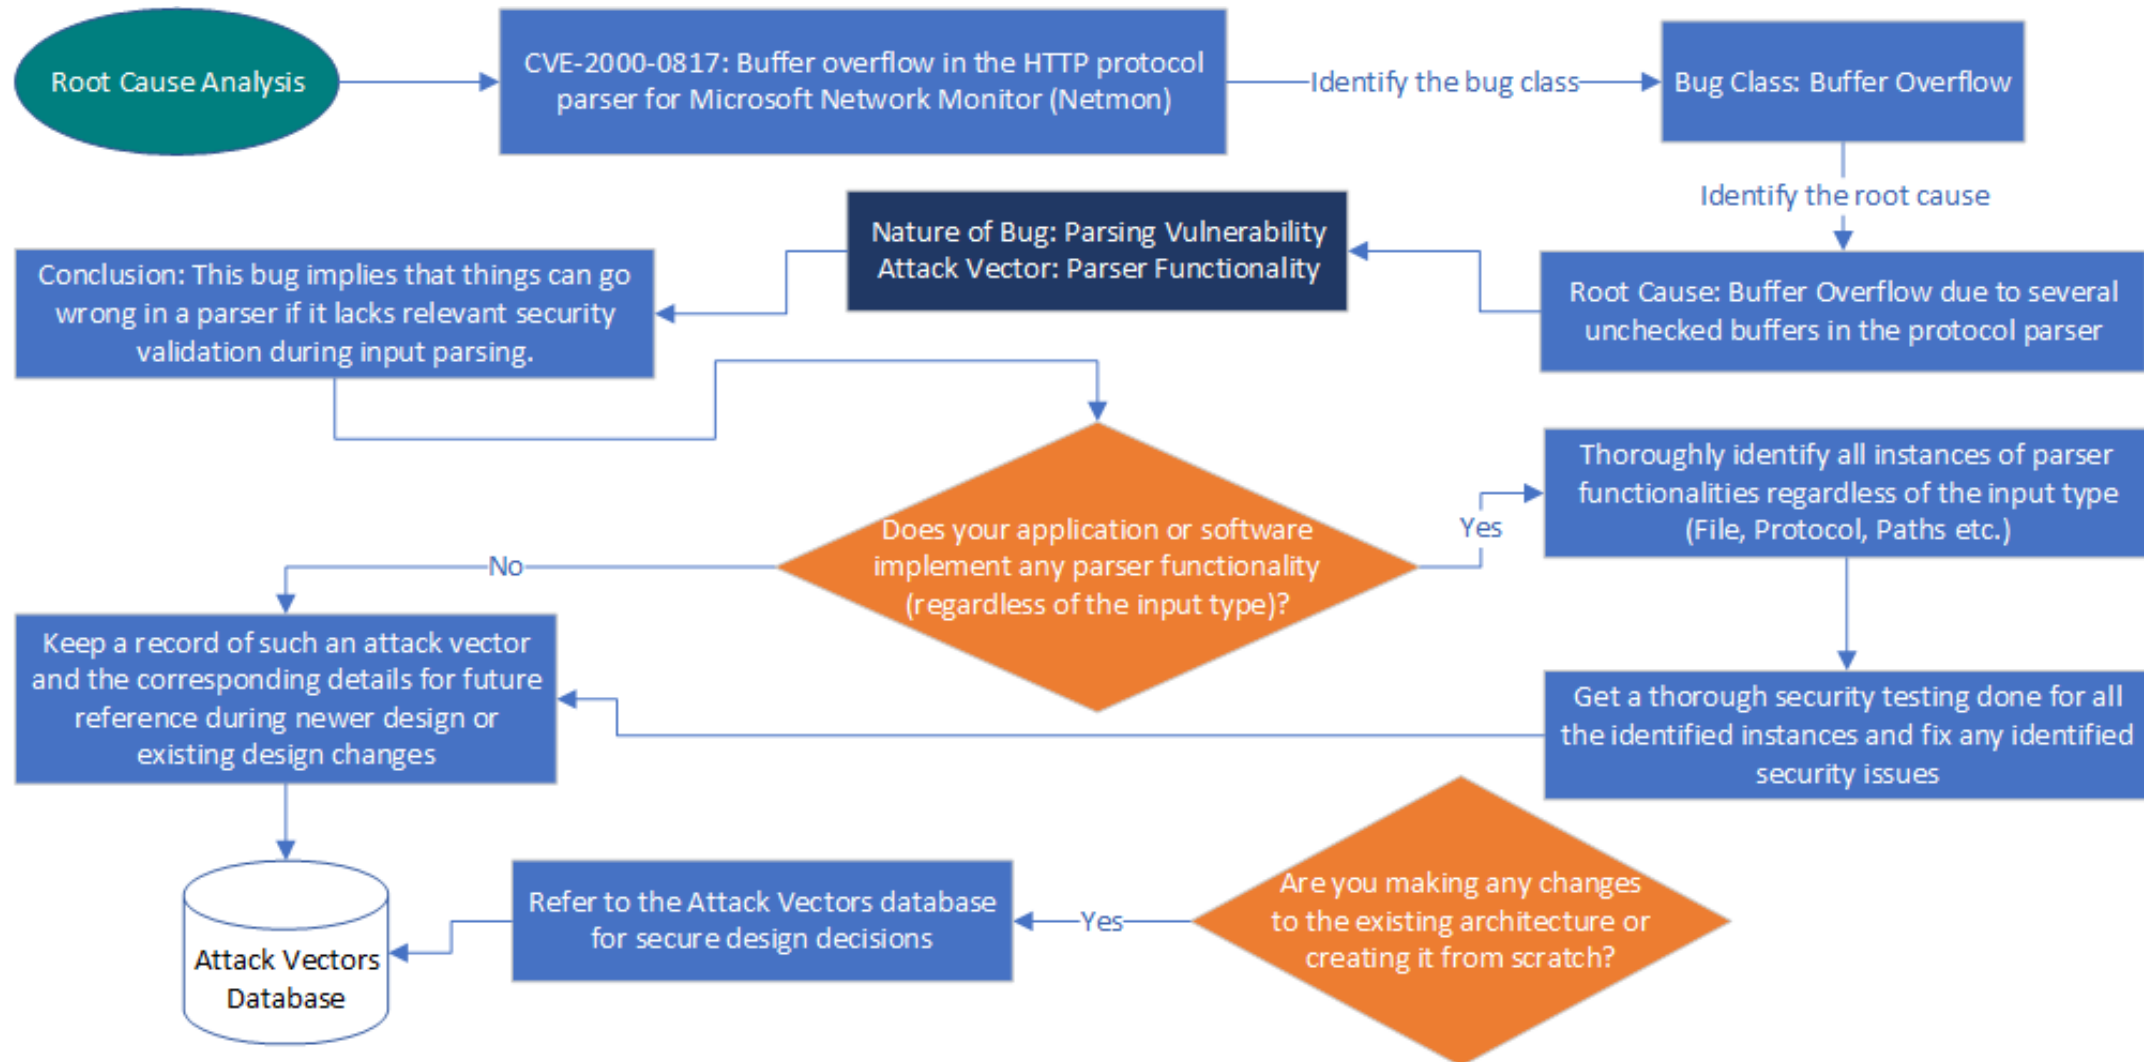 Root Cause Analysis
CVE-2000-0817: Buffer overflow in the HTTP protocol
parser for Microsoft Network Monitor (Netmon)
Identify the bug class
Bug Class: Buffer Overflow
Identify the root cause
Root Cause: Buffer Overflow due to several
unchecked buffers in the protocol parser
Nature of Bug: Parsing Vulnerability
Attack Vector: Parser Functionality
Conclusion: This bug implies that things can go
wrong in a parser if it lacks relevant security
validation during input parsing.
Does your application or software
implement any parser functionality
(regardless of the input type)?
Yes
Thoroughly identify all instances of parser
functionalities regardless of the input type
(File, Protocol, Paths etc.)
Get a thorough security testing done for all
the identified instances and fix any identified
security issues
No
Keep a record of such an attack vector
and the corresponding details for future
reference during newer design or
existing design changes
Are you making any changes
to the existing architecture or
creating it from scratch?
Yes
Refer to the Attack Vectors database
for secure design decisions
Attack Vectors
Database